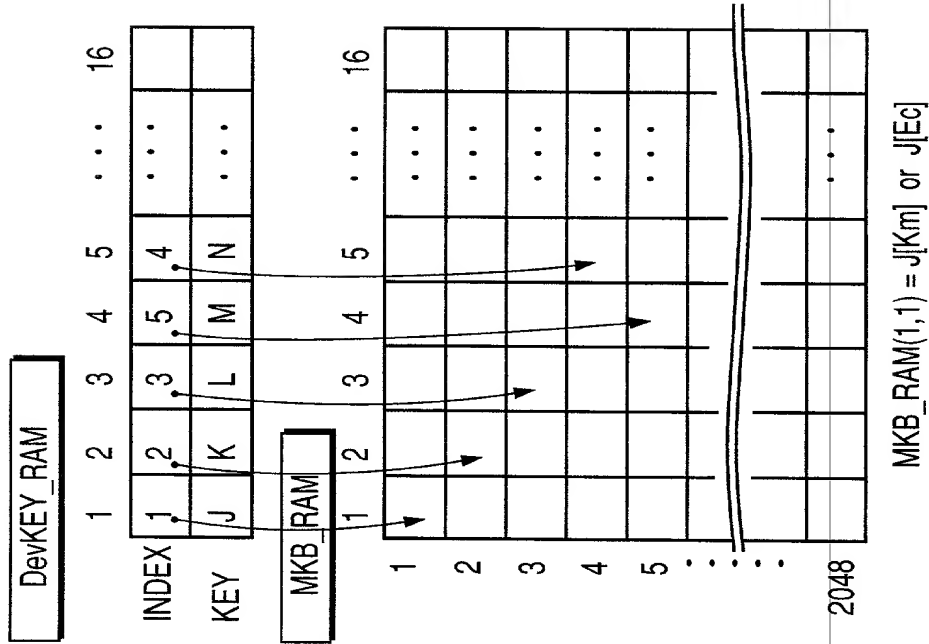 DevKEY_RAM
1 2 3 4 5 ... 16
INDEX 1 2 3 5 4 ...
KEY J K L M N ...
MKB_RAM
1 2 3 4 5 ... 16
1 ...
2 ...
3 ...
4 ...
5 ...
.....
2048 ...
MKB_RAM(1,1) = J[Km] or J[Ec]